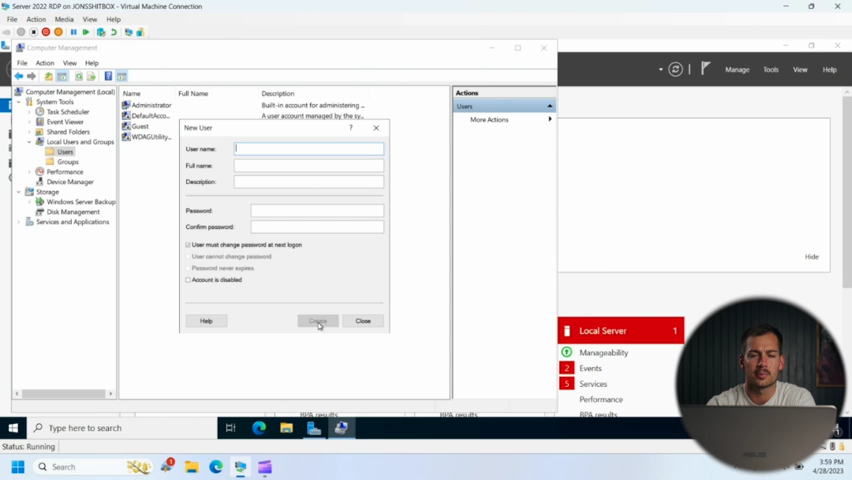 Server 2022 RDP on JONSSHITBOX - Virtual Machine Connection
File Action Media View Help
Computer Management
File Action View Help
Manage Tools View Help
Computer Management (Local)
System Tools
Task Scheduler
Event Viewer
Shared Folders
Local Users and Groups
Users
Groups
Performance
Device Manager
Storage
Windows Server Backup
Disk Management
Services and Applications
Name Full Name Description
Administrator Built-in account for administering ...
DefaultAcco... A user account managed by the sy...
Guest
WDAGUtility...
Actions
Users
More Actions
New User
User name:
Full name:
Description:
Password:
Confirm password:
User must change password at next logon
User cannot change password
Password never expires
Account is disabled
Help Create Close
Hide
Local Server 1
Manageability
2 Events
5 Services
Performance
BPA results
BPA results BPA results
Type here to search
Status: Running
Search
1
3:59 PM
4/28/2023
ASUS